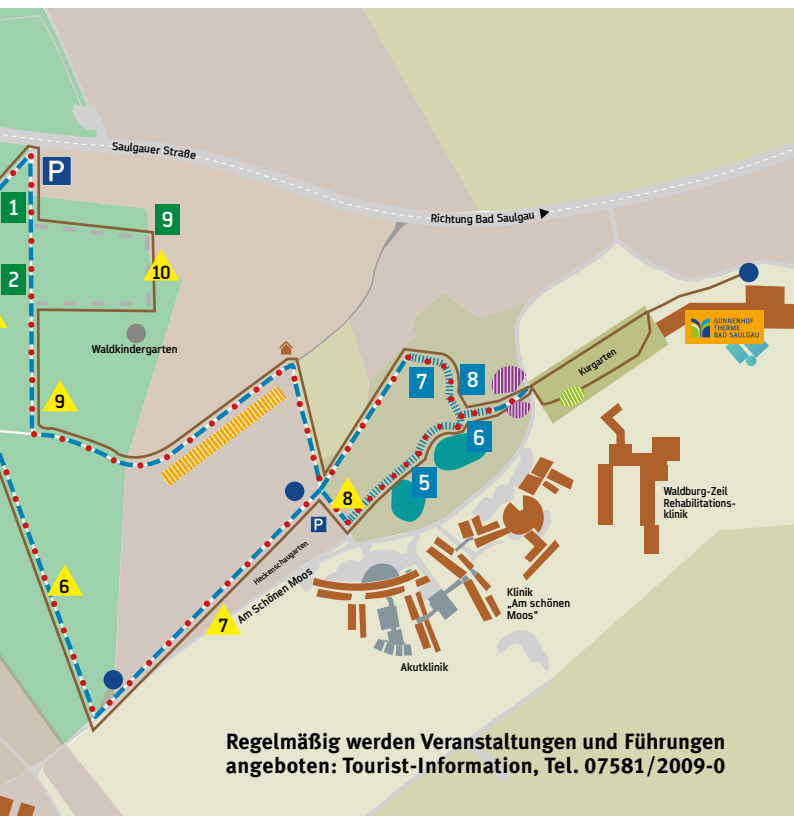 Saulgauer Straße
P
1
9
Richtung Bad Saulgau
2
10
SONNENHOF
THERME
BAD SAULGAU
Waldkindergarten
Kurgarten
7
8
9
6
5
8
Waldburg-Zeil
Rehabilitations-
klinik
P
Heckenschaugarten
6
Am Schönen Moos
7
Klinik
„Am schönen
Moos“
Akutklinik
Regelmäßig werden Veranstaltungen und Führungen
angeboten: Tourist-Information, Tel. 07581/2009-0